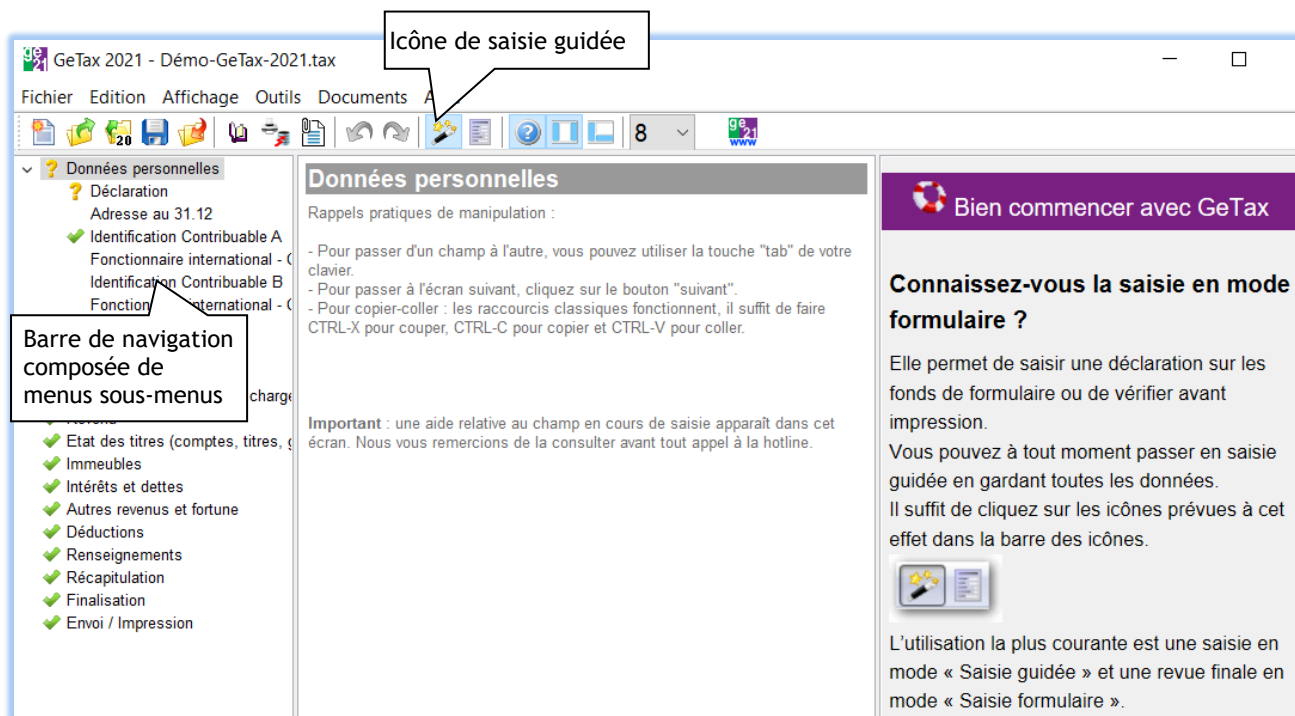 Icône de saisie guidée
GeTax 2021 - Démo-GeTax-2021.tax
Fichier Edition Affichage Outils Documents
20
8
ge21
www
Données personnelles
Déclaration
Adresse au 31.12
Identification Contribuable A
Fonctionnaire international - C
Identification Contribuable B
Barre de navigation
composée de
menus sous-menus
charge
Etat des titres (comptes, titres, g
Immeubles
Intérêts et dettes
Autres revenus et fortune
Déductions
Renseignements
Récapitulation
Finalisation
Envoi / Impression
Données personnelles
Rappels pratiques de manipulation :
- Pour passer d'un champ à l'autre, vous pouvez utiliser la touche "tab" de votre
clavier.
- Pour passer à l'écran suivant, cliquez sur le bouton "suivant".
- Pour copier-coller : les raccourcis classiques fonctionnent, il suffit de faire
CTRL-X pour couper, CTRL-C pour copier et CTRL-V pour coller.
Important : une aide relative au champ en cours de saisie apparaît dans cet
écran. Nous vous remercions de la consulter avant tout appel à la hotline.
Bien commencer avec GeTax
Connaissez-vous la saisie en mode
formulaire ?
Elle permet de saisir une déclaration sur les
fonds de formulaire ou de vérifier avant
impression.
Vous pouvez à tout moment passer en saisie
guidée en gardant toutes les données.
Il suffit de cliquez sur les icônes prévues à cet
effet dans la barre des icônes.
L'utilisation la plus courante est une saisie en
mode « Saisie guidée » et une revue finale en
mode « Saisie formulaire ».